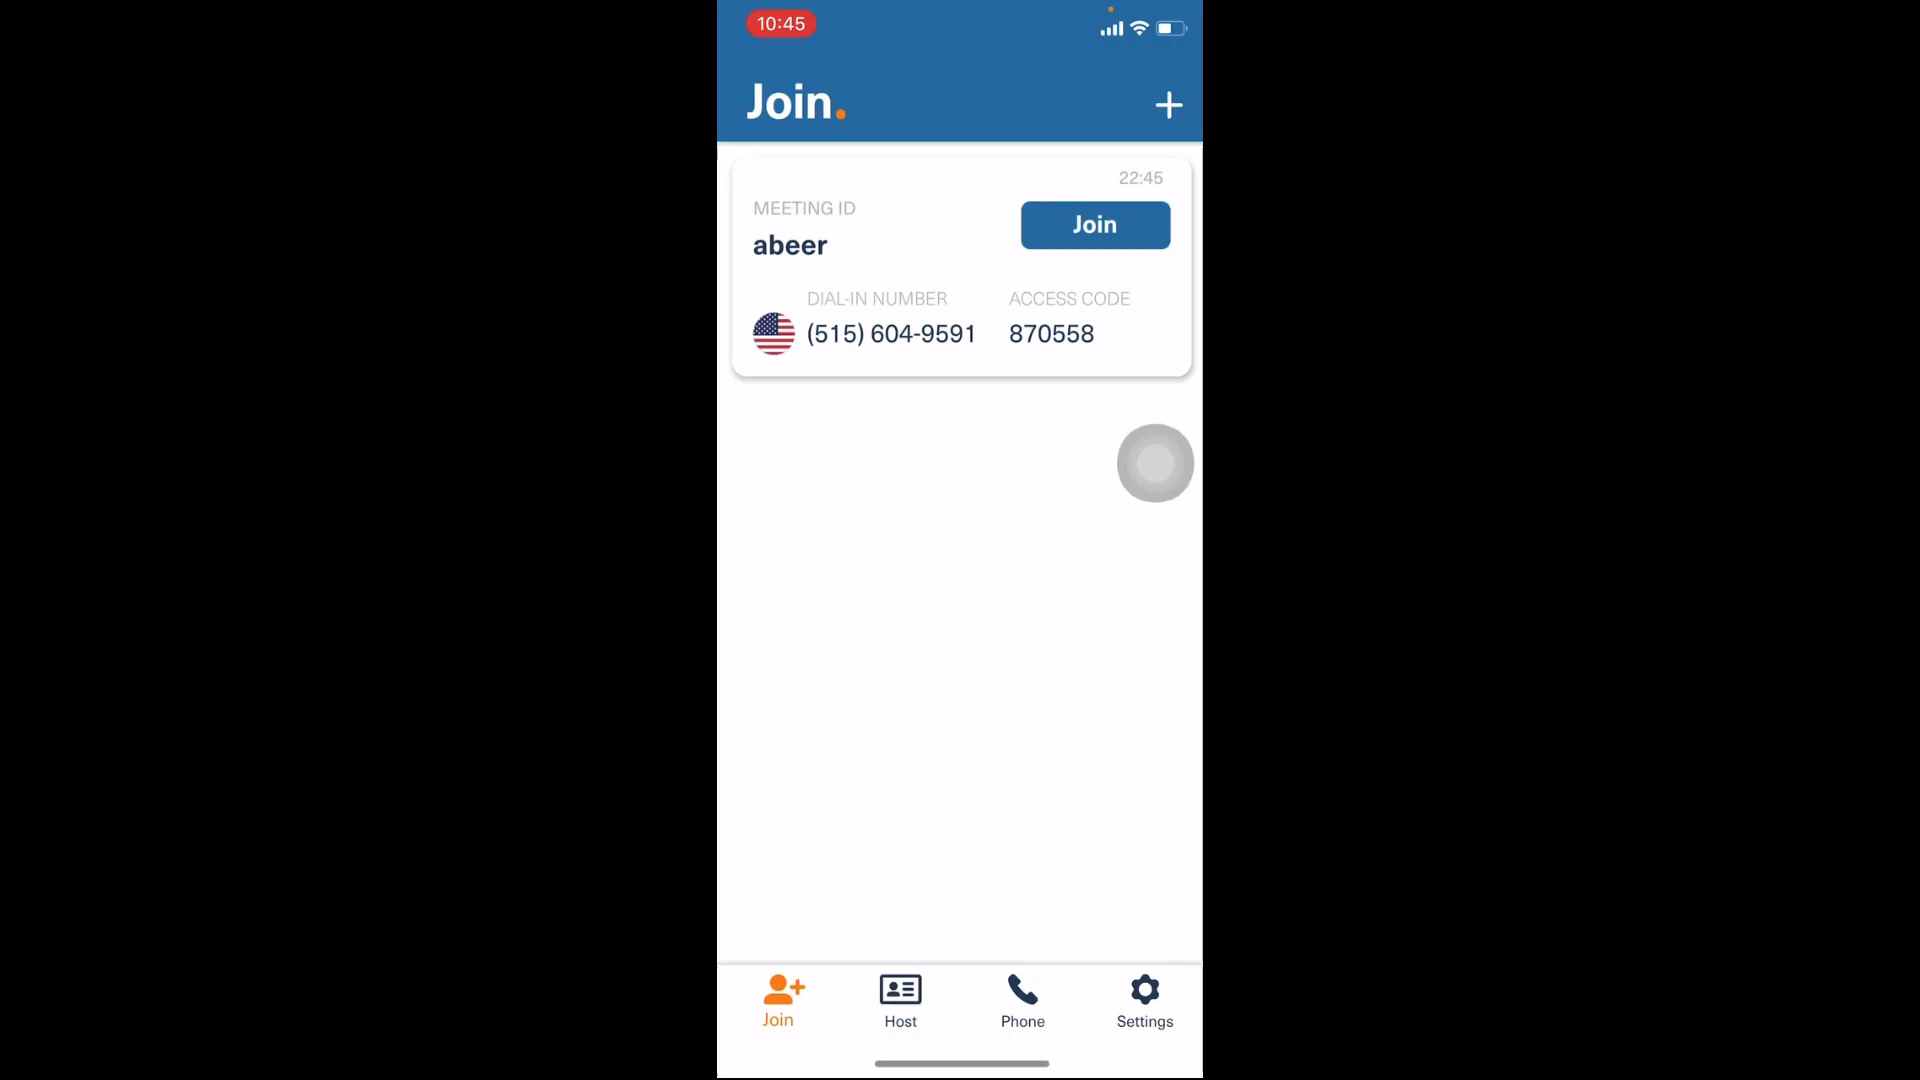 10:45
Join.
22:45
MEETING ID
Join
abeer
DIAL-IN NUMBER ACCESS CODE
(515) 604-9591 870558
Join Host Phone Settings